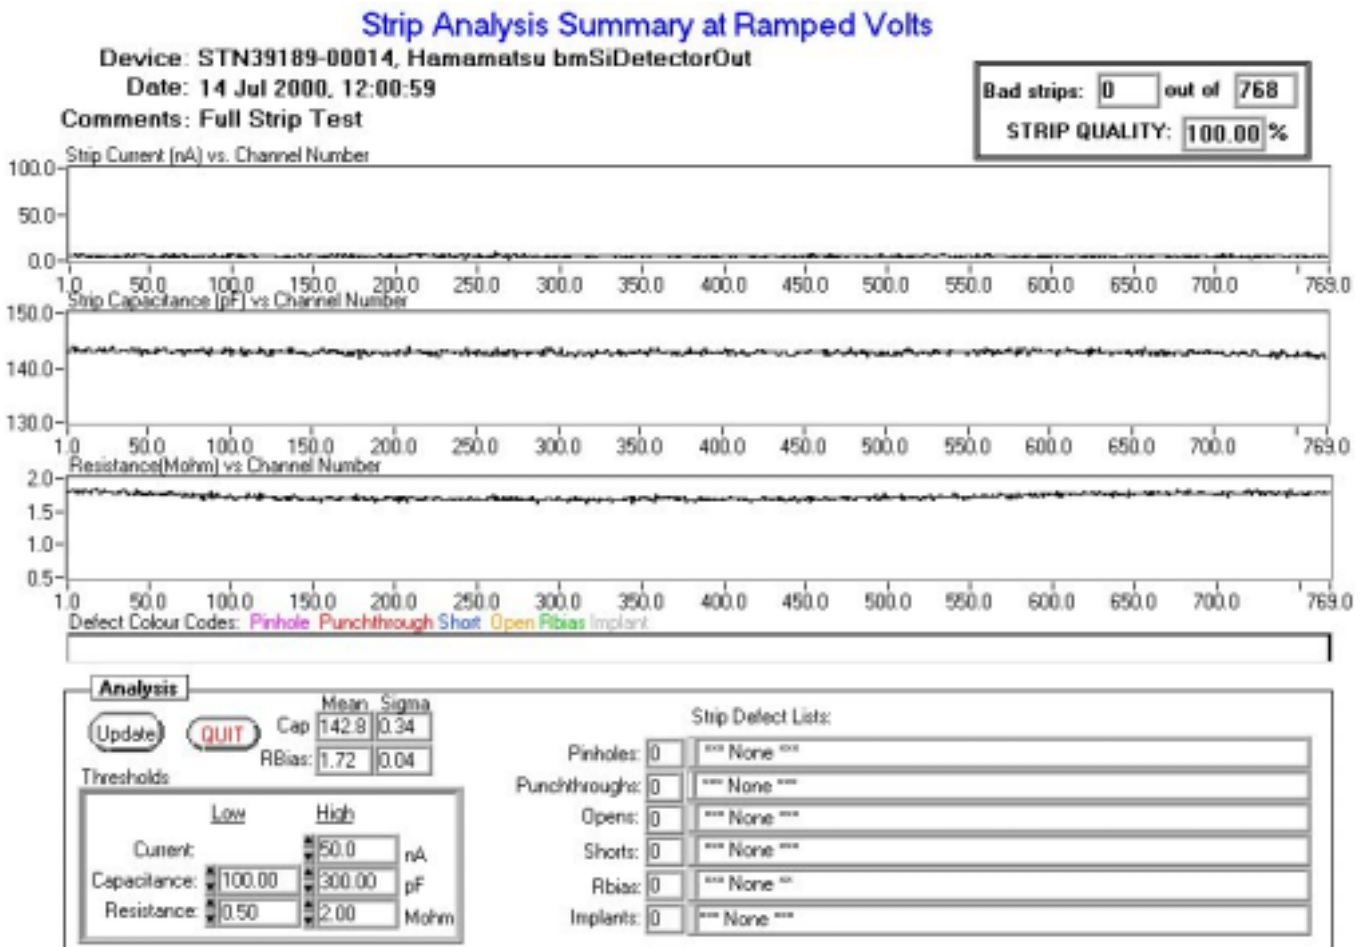 Strip Analysis Summary at Ramped Volts
Device: STN39189-00014, Hamamatsu bmSiDetectorOut
Date: 14 Jul 2000, 12:00:59
Comments: Full Strip Test
Bad strips: 0 out of 768
STRIP QUALITY: 100.00 %
Strip Current (nA) vs. Channel Number
100.0
50.0
0.0
1.0 50.0 100.0 150.0 200.0 250.0 300.0 350.0 400.0 450.0 500.0 550.0 600.0 650.0 700.0 769.0
Strip Capacitance (pF) vs Channel Number
150.0
140.0
130.0
1.0 50.0 100.0 150.0 200.0 250.0 300.0 350.0 400.0 450.0 500.0 550.0 600.0 650.0 700.0 769.0
Resistance(Mohm) vs Channel Number
2.0
1.5
1.0
0.5
1.0 50.0 100.0 150.0 200.0 250.0 300.0 350.0 400.0 450.0 500.0 550.0 600.0 650.0 700.0 769.0
Defect Colour Codes: Pinhole Punchthrough Short Open Rbias Implant
Analysis
Update QUIT
Mean Sigma
Cap 142.8 0.34
RBias: 1.72 0.04
Thresholds
Low High
Current: 50.0 nA
Capacitance: 100.00 300.00 pF
Resistance: 0.50 2.00 Mohm
Strip Defect Lists:
Pinholes: 0 *** None ***
Punchthroughs: 0 *** None ***
Opens: 0 *** None ***
Shorts: 0 *** None ***
Rbias: 0 *** None **
Implants: 0 *** None ***